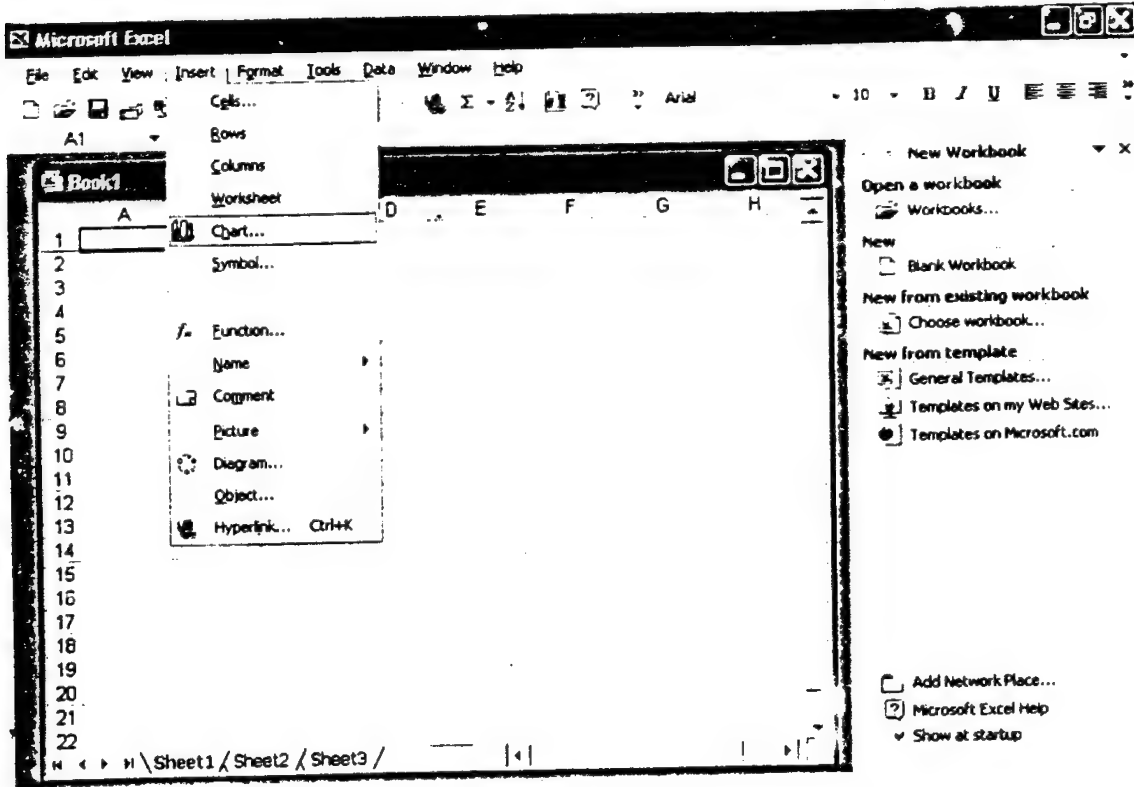 Microsoft Excel
File Edit View Insert Format Tools Data Window Help
Arial 10 B I U
A1
Book1
A D E F G H
1
2
3
4
5
6
7
8
9
10
11
12
13
14
15
16
17
18
19
20
21
22
Cells...
Rows
Columns
Worksheet
Chart...
Symbol...
Function...
Name
Comment
Picture
Diagram...
Object...
Hyperlink... Ctrl+K
Sheet1 Sheet2 Sheet3
New Workbook
Open a workbook
Workbooks...
New
Blank Workbook
New from existing workbook
Choose workbook...
New from template
General Templates...
Templates on my Web Sites...
Templates on Microsoft.com
Add Network Place...
Microsoft Excel Help
Show at startup